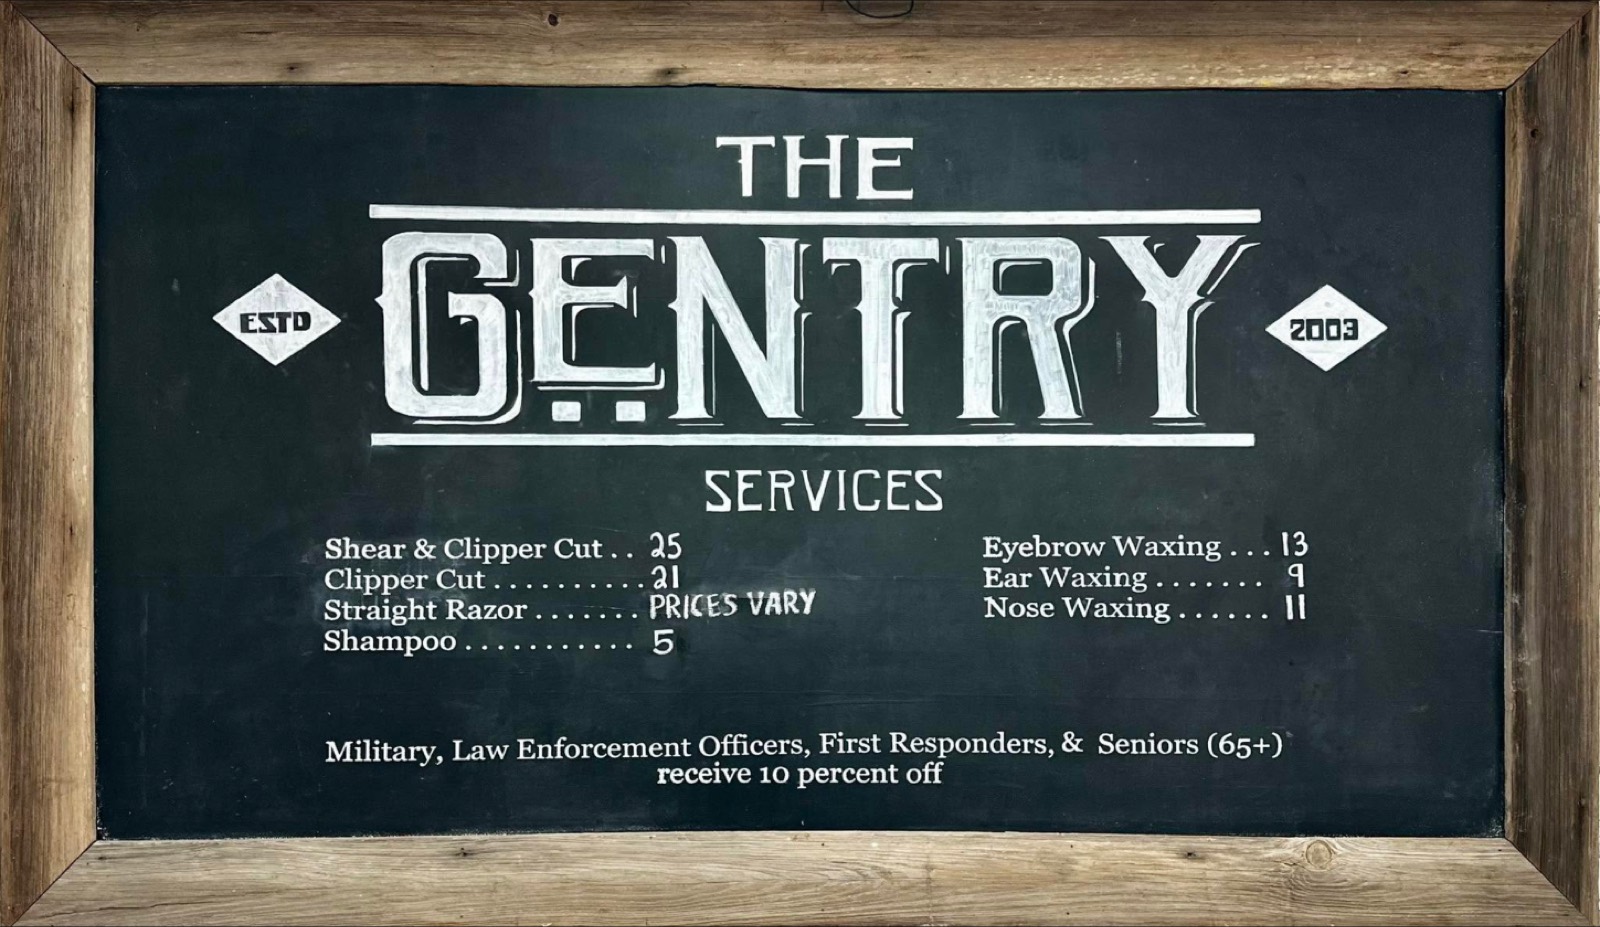 THE
GENTRY
ESTD
2003
SERVICES
Shear & Clipper Cut . . 25
Clipper Cut . . . . . . . . . . 21
Straight Razor . . . . . . . PRICES VARY
Shampoo . . . . . . . . . . . 5
Eyebrow Waxing . . . 13
Ear Waxing . . . . . . . 9
Nose Waxing . . . . . . 11
Military, Law Enforcement Officers, First Responders, & Seniors (65+)
receive 10 percent off